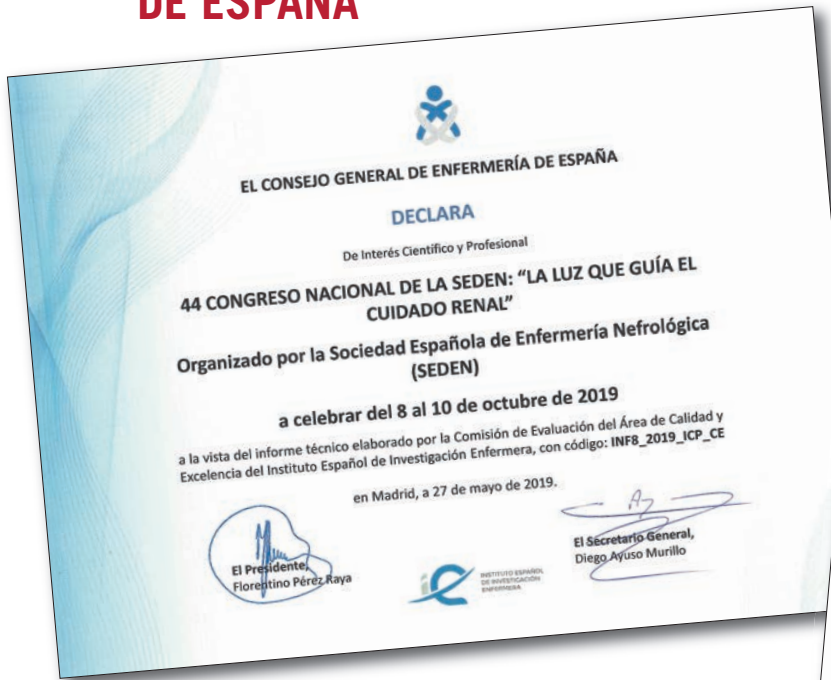 DE ESPAÑA
EL CONSEJO GENERAL DE ENFERMERÍA DE ESPAÑA
DECLARA
De Interés Científico y Profesional
44 CONGRESO NACIONAL DE LA SEDEN: “LA LUZ QUE GUÍA EL
CUIDADO RENAL”
Organizado por la Sociedad Española de Enfermería Nefrológica
(SEDEN)
a celebrar del 8 al 10 de octubre de 2019
a la vista del informe técnico elaborado por la Comisión de Evaluación del Área de Calidad y
Excelencia del Instituto Español de Investigación Enfermera, con código: INF8_2019_ICP_CE
en Madrid, a 27 de mayo de 2019.
El Presidente,
Florentino Pérez Raya
INSTITUTO ESPAÑOL
DE INVESTIGACIÓN
ENFERMERA
El Secretario General,
Diego Ayuso Murillo